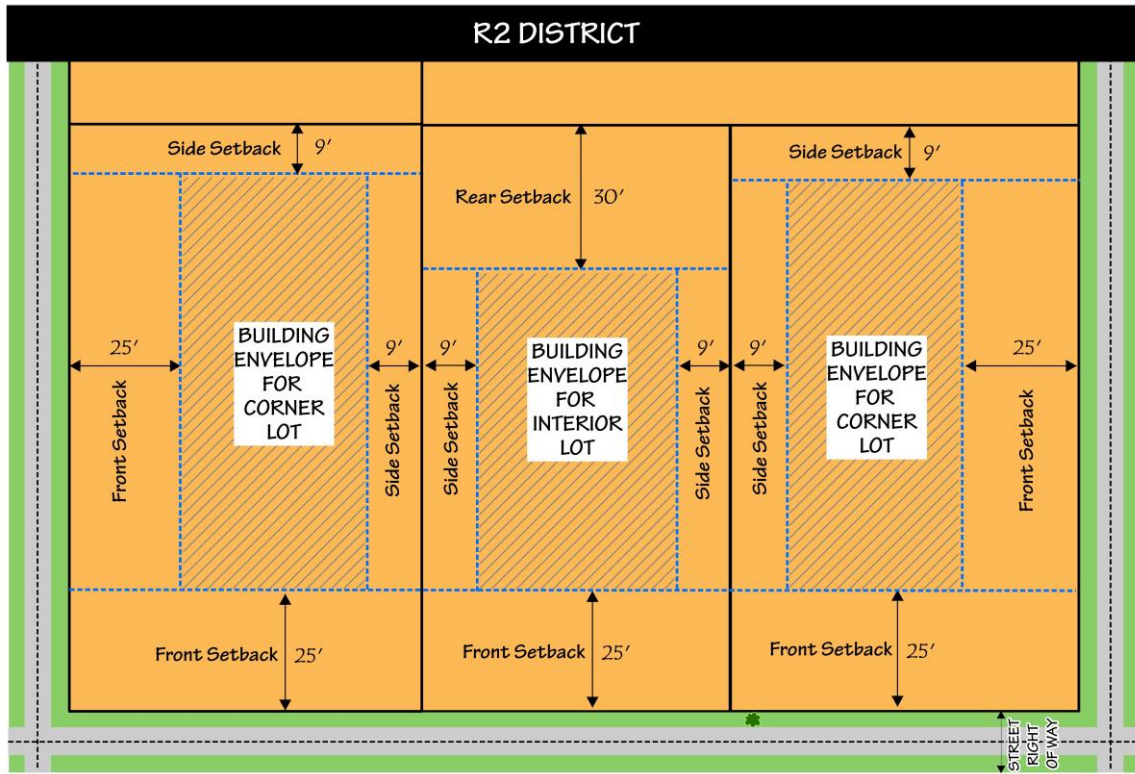 R2 DISTRICT
Side Setback 9'
Rear Setback 30'
Side Setback 9'
25'
Front Setback
BUILDING
ENVELOPE
FOR
CORNER
LOT
9'
Side Setback
9'
Side Setback
BUILDING
ENVELOPE
FOR
INTERIOR
LOT
9'
Side Setback
9'
Side Setback
BUILDING
ENVELOPE
FOR
CORNER
LOT
25'
Front Setback
Front Setback 25'
Front Setback 25'
Front Setback 25'
STREET
RIGHT
OF WAY